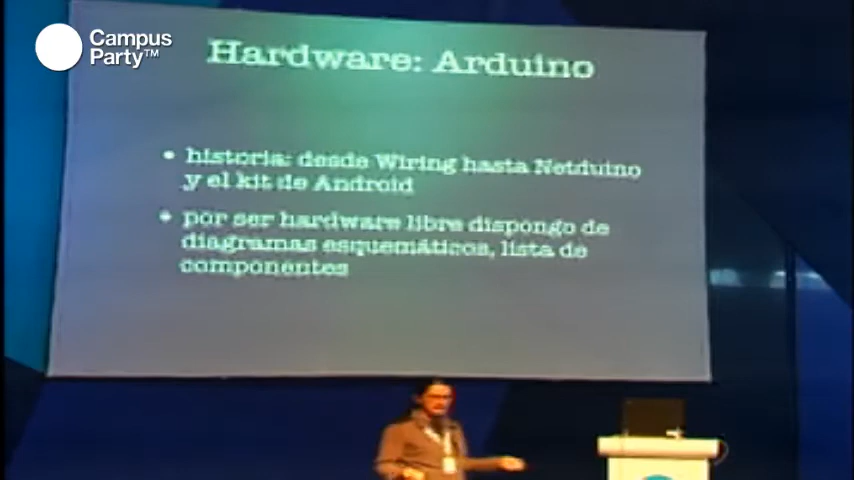 Campus
Party™
Hardware: Arduino
• historia: desde Wiring hasta Netduino
y el kit de Android
• por ser hardware libre dispongo de
diagramas esquemáticos, lista de
componentes